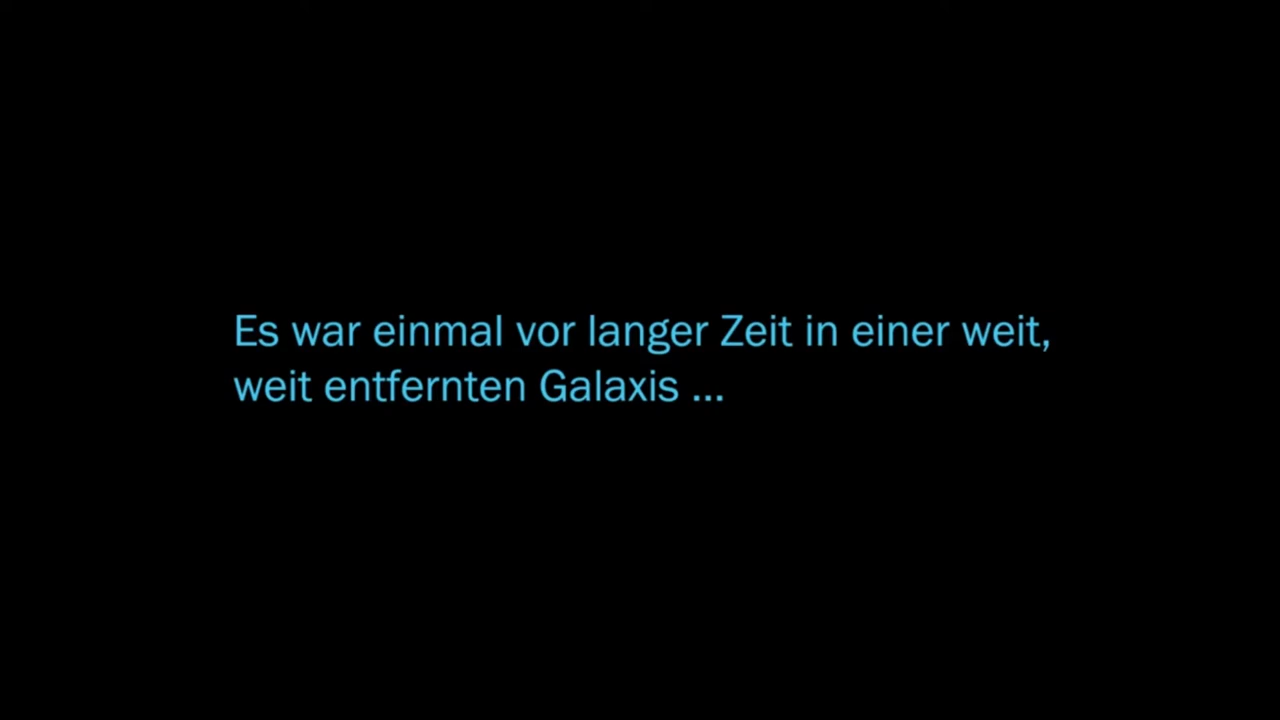 Es war einmal vor langer Zeit in einer weit,
weit entfernten Galaxis ...